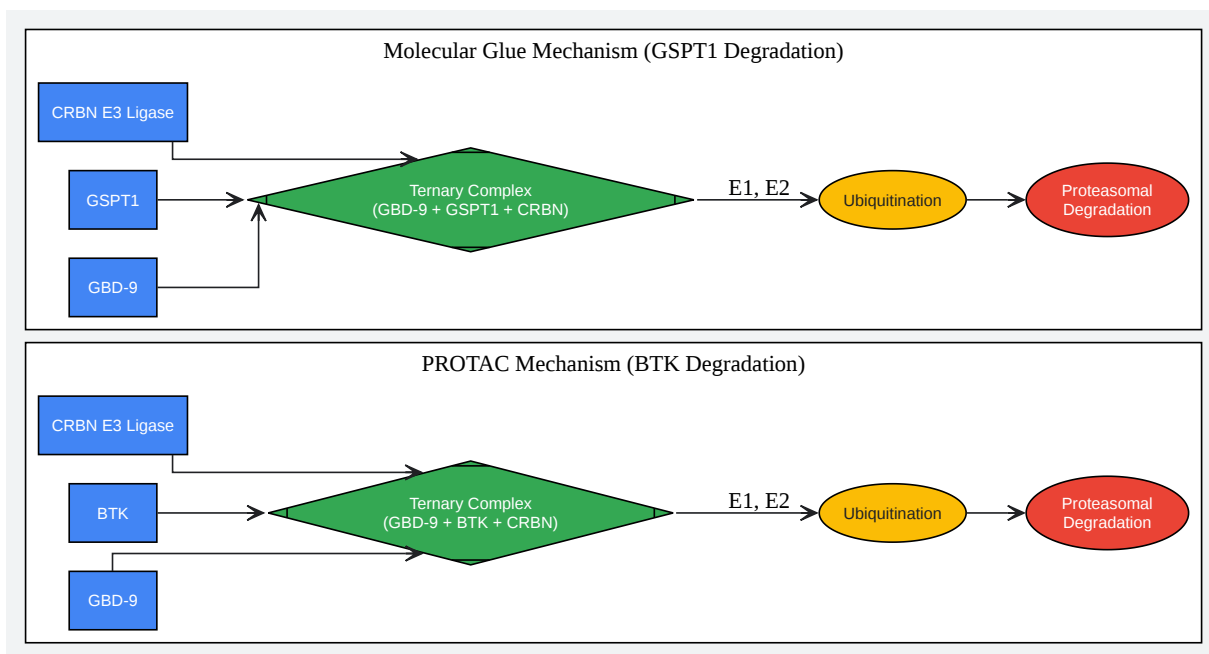 Molecular Glue Mechanism (GSPT1 Degradation)
CRBN E3 Ligase
GSPT1
GBD-9
Ternary Complex
(GBD-9 + GSPT1 + CRBN)
E1, E2
Ubiquitination
Proteasomal
Degradation
PROTAC Mechanism (BTK Degradation)
CRBN E3 Ligase
BTK
GBD-9
Ternary Complex
(GBD-9 + BTK + CRBN)
E1, E2
Ubiquitination
Proteasomal
Degradation